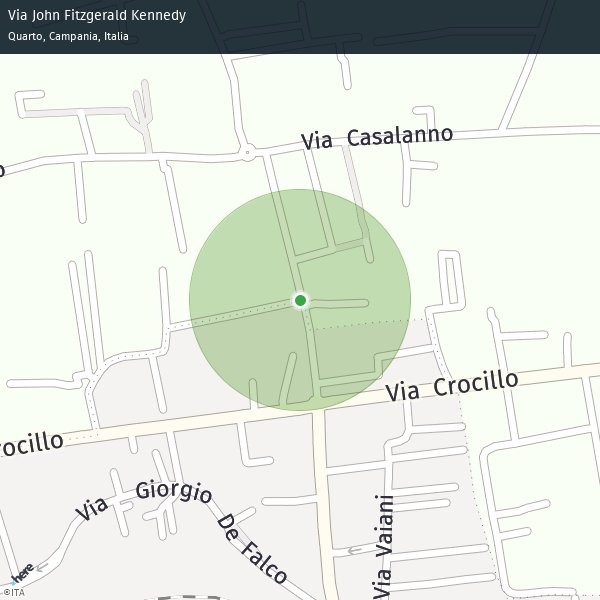 Via John Fitzgerald Kennedy
Quarto, Campania, Italia
Via Casalanno
o
Via Crocillo
rocillo
Via Giorgio De Falco
Via Vaiani
here
©ITA